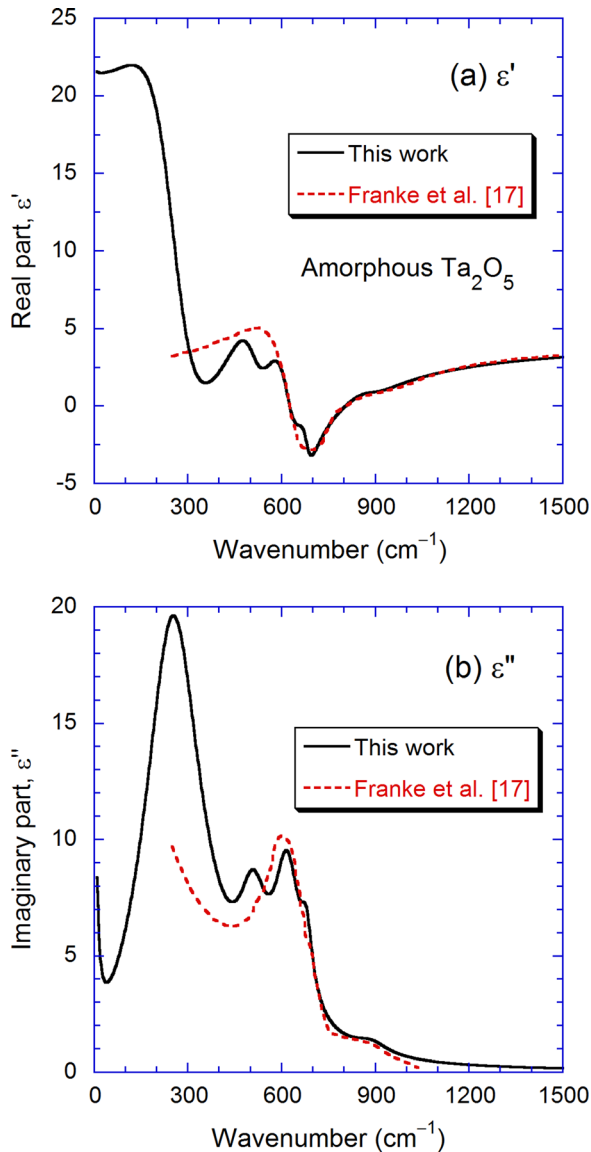 25
20
15
10
5
0
-5
Real part, ε'
(a) ε'
This work
Franke et al. [17]
Amorphous Ta₂O₅
0 300 600 900 1200 1500
Wavenumber (cm⁻¹)
20
15
10
5
0
Imaginary part, ε"
(b) ε"
This work
Franke et al. [17]
0 300 600 900 1200 1500
Wavenumber (cm⁻¹)